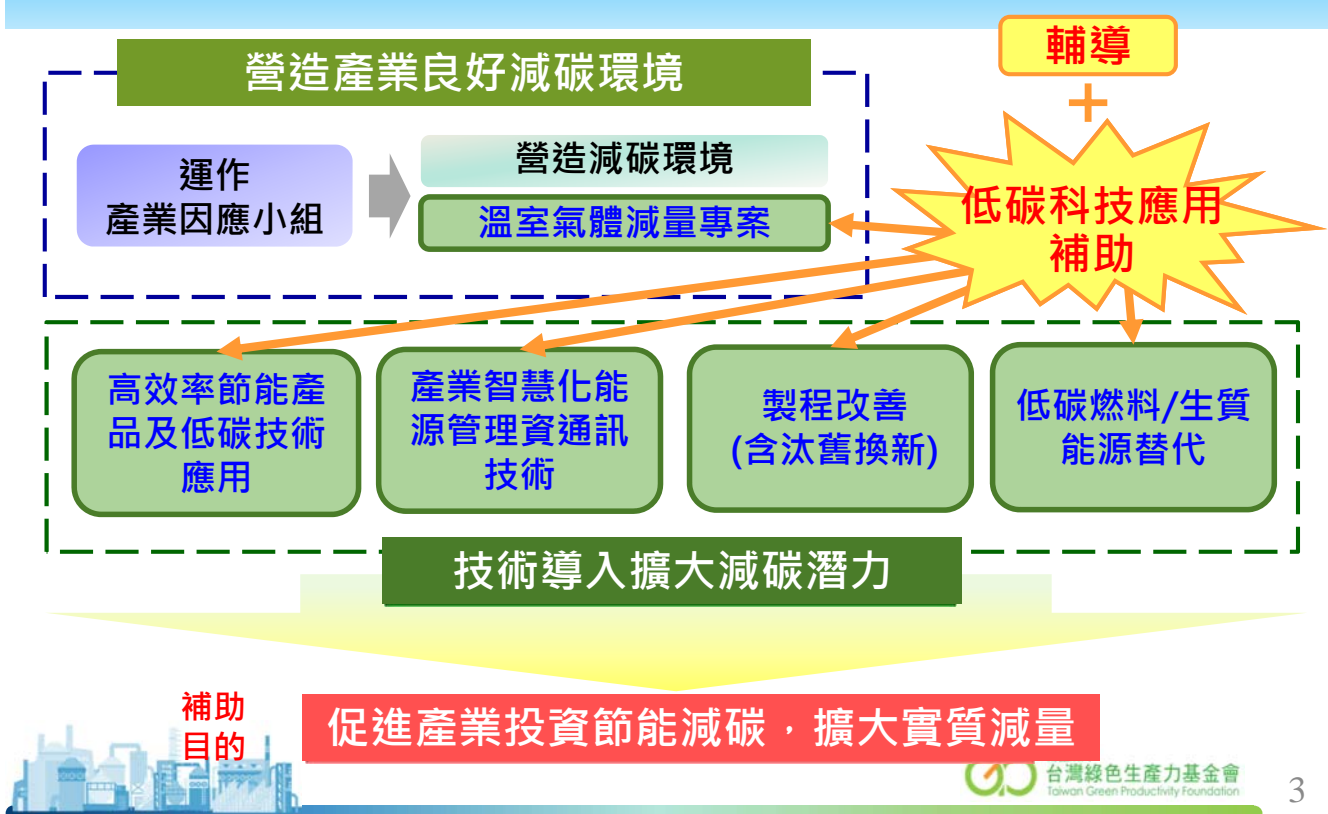 營造產業良好減碳環境
輔導
+
運作
產業因應小組
營造減碳環境
溫室氣體減量專案
低碳科技應用
補助
高效率節能產
品及低碳技術
應用
產業智慧化能
源管理資通訊
技術
製程改善
(含汰舊換新)
低碳燃料/生質
能源替代
技術導入擴大減碳潛力
補助
目的
促進產業投資節能減碳，擴大實質減量
台灣綠色生產力基金會
Taiwan Green Productivity Foundation
3